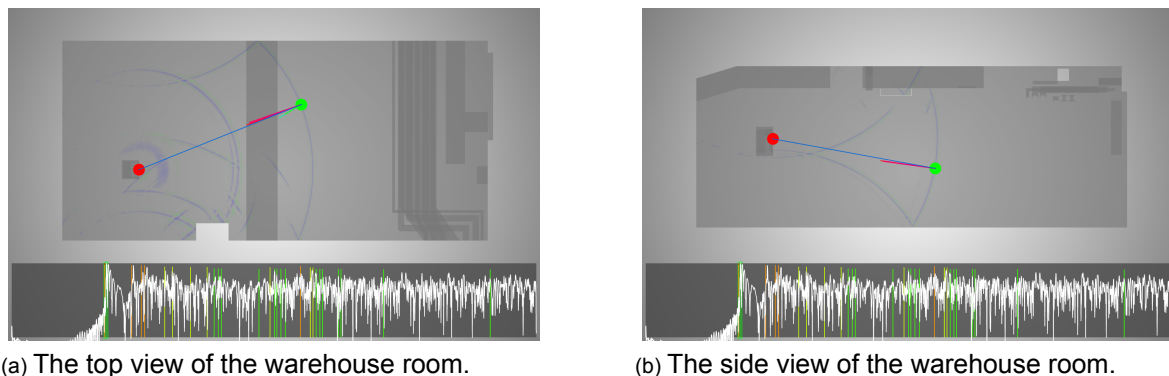 (a) The top view of the warehouse room.
(b) The side view of the warehouse room.